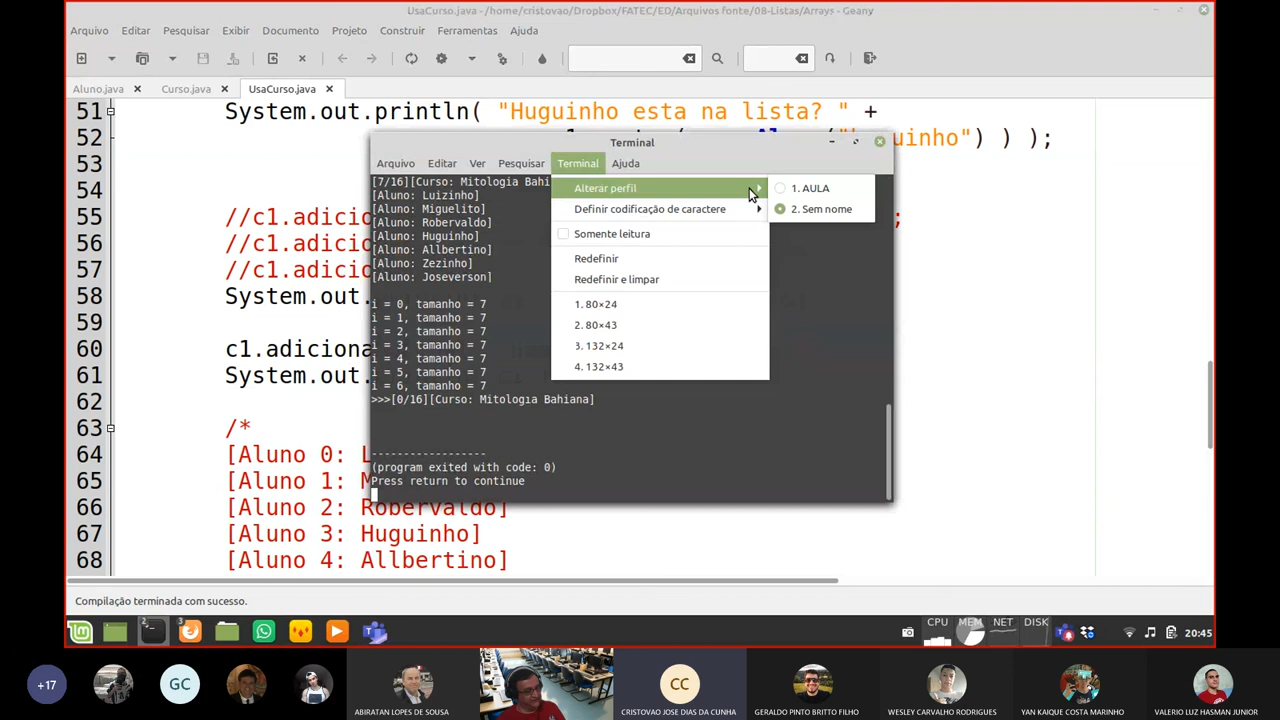 UsaCurso.java - /home/cristovao/Dropbox/FATEC/ED/Arquivos fonte/08-Listas/Arrays - Geany
Arquivo Editar Pesquisar Exibir Documento Projeto Construir Ferramentas Ajuda
Aluno.java Curso.java UsaCurso.java
51 System.out.println( "Huguinho esta na lista? " +
52 uinho") ) );
53
54
55 //c1.adicio ;
56 //c1.adicio
57 //c1.adicio
58 System.out.
59
60 c1.adiciona
61 System.out.
62
63 /*
64 [Aluno 0: L
65 [Aluno 1: M
66 [Aluno 2: Robervaldo]
67 [Aluno 3: Huguinho]
68 [Aluno 4: Allbertino]
Terminal
Arquivo Editar Ver Pesquisar Terminal Ajuda
[7/16][Curso: Mitologia Bahi
[Aluno: Luizinho]
[Aluno: Miguelito]
[Aluno: Robervaldo]
[Aluno: Huguinho]
[Aluno: Allbertino]
[Aluno: Zezinho]
[Aluno: Joseverson]
i = 0, tamanho = 7
i = 1, tamanho = 7
i = 2, tamanho = 7
i = 3, tamanho = 7
i = 4, tamanho = 7
i = 5, tamanho = 7
i = 6, tamanho = 7
>>>[0/16][Curso: Mitologia Bahiana]
------------------
(program exited with code: 0)
Press return to continue
Alterar perfil
Definir codificação de caractere
Somente leitura
Redefinir
Redefinir e limpar
1. 80×24
2. 80×43
3. 132×24
4. 132×43
1. AULA
2. Sem nome
Compilação terminada com sucesso.
CPU MEM NET DISK
20:45
+17 GC ABIRATAN LOPES DE SOUSA CC CRISTOVAO JOSE DIAS DA CUNHA GERALDO PINTO BRITTO FILHO WESLEY CARVALHO RODRIGUES YAN KAIQUE COSTA MARINHO VALERIO LUZ HASMAN JUNIOR